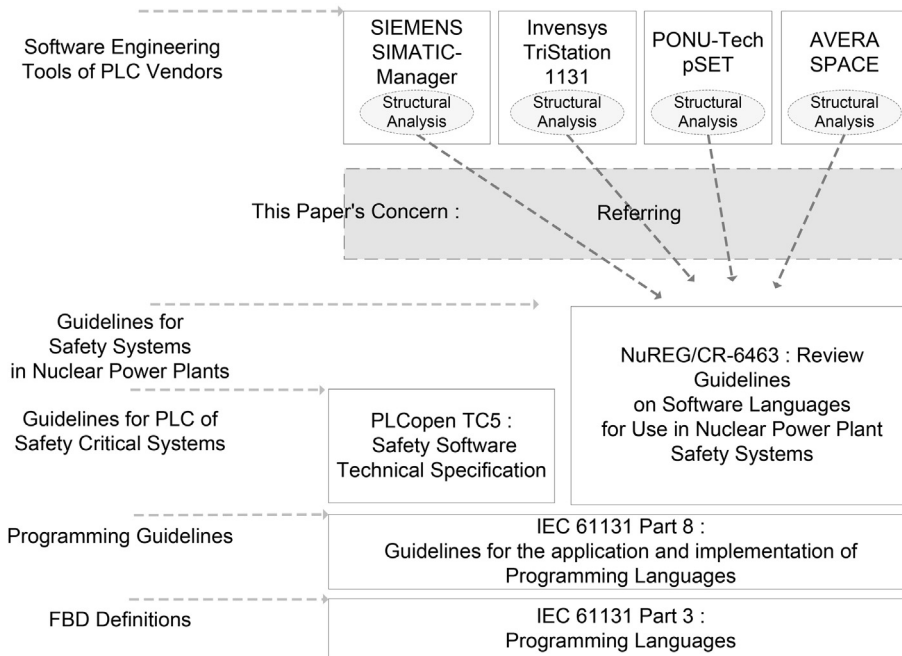 Software Engineering
Tools of PLC Vendors
SIEMENS
SIMATIC-
Manager
Structural
Analysis
Invensys
TriStation
1131
Structural
Analysis
PONU-Tech
pSET
Structural
Analysis
AVERA
SPACE
Structural
Analysis
This Paper's Concern :
Referring
Guidelines for
Safety Systems
in Nuclear Power Plants
NuREG/CR-6463 : Review
Guidelines
on Software Languages
for Use in Nuclear Power Plant
Safety Systems
Guidelines for PLC of
Safety Critical Systems
PLCopen TC5 :
Safety Software
Technical Specification
Programming Guidelines
IEC 61131 Part 8 :
Guidelines for the application and implementation of
Programming Languages
FBD Definitions
IEC 61131 Part 3 :
Programming Languages